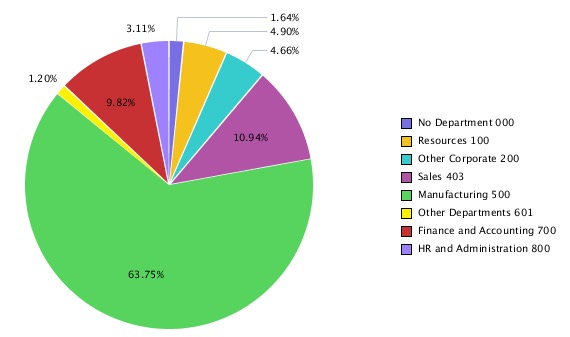 3.11%
1.64%
4.90%
4.66%
1.20%
9.82%
10.94%
63.75%
No Department 000
Resources 100
Other Corporate 200
Sales 403
Manufacturing 500
Other Departments 601
Finance and Accounting 700
HR and Administration 800